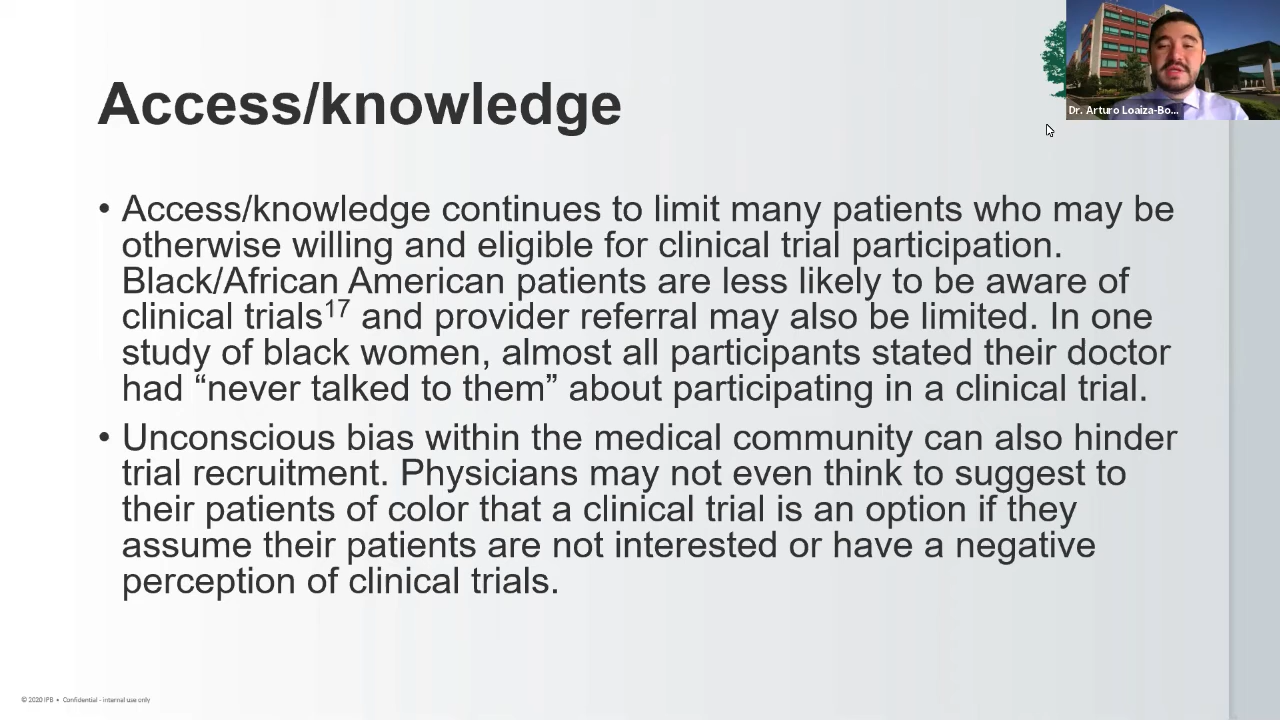 Access/knowledge
Dr. Arturo Loaiza-Bo...
• Access/knowledge continues to limit many patients who may be
otherwise willing and eligible for clinical trial participation.
Black/African American patients are less likely to be aware of
clinical trials17 and provider referral may also be limited. In one
study of black women, almost all participants stated their doctor
had “never talked to them” about participating in a clinical trial.
• Unconscious bias within the medical community can also hinder
trial recruitment. Physicians may not even think to suggest to
their patients of color that a clinical trial is an option if they
assume their patients are not interested or have a negative
perception of clinical trials.
© 2020 IPB • Confidential - internal use only